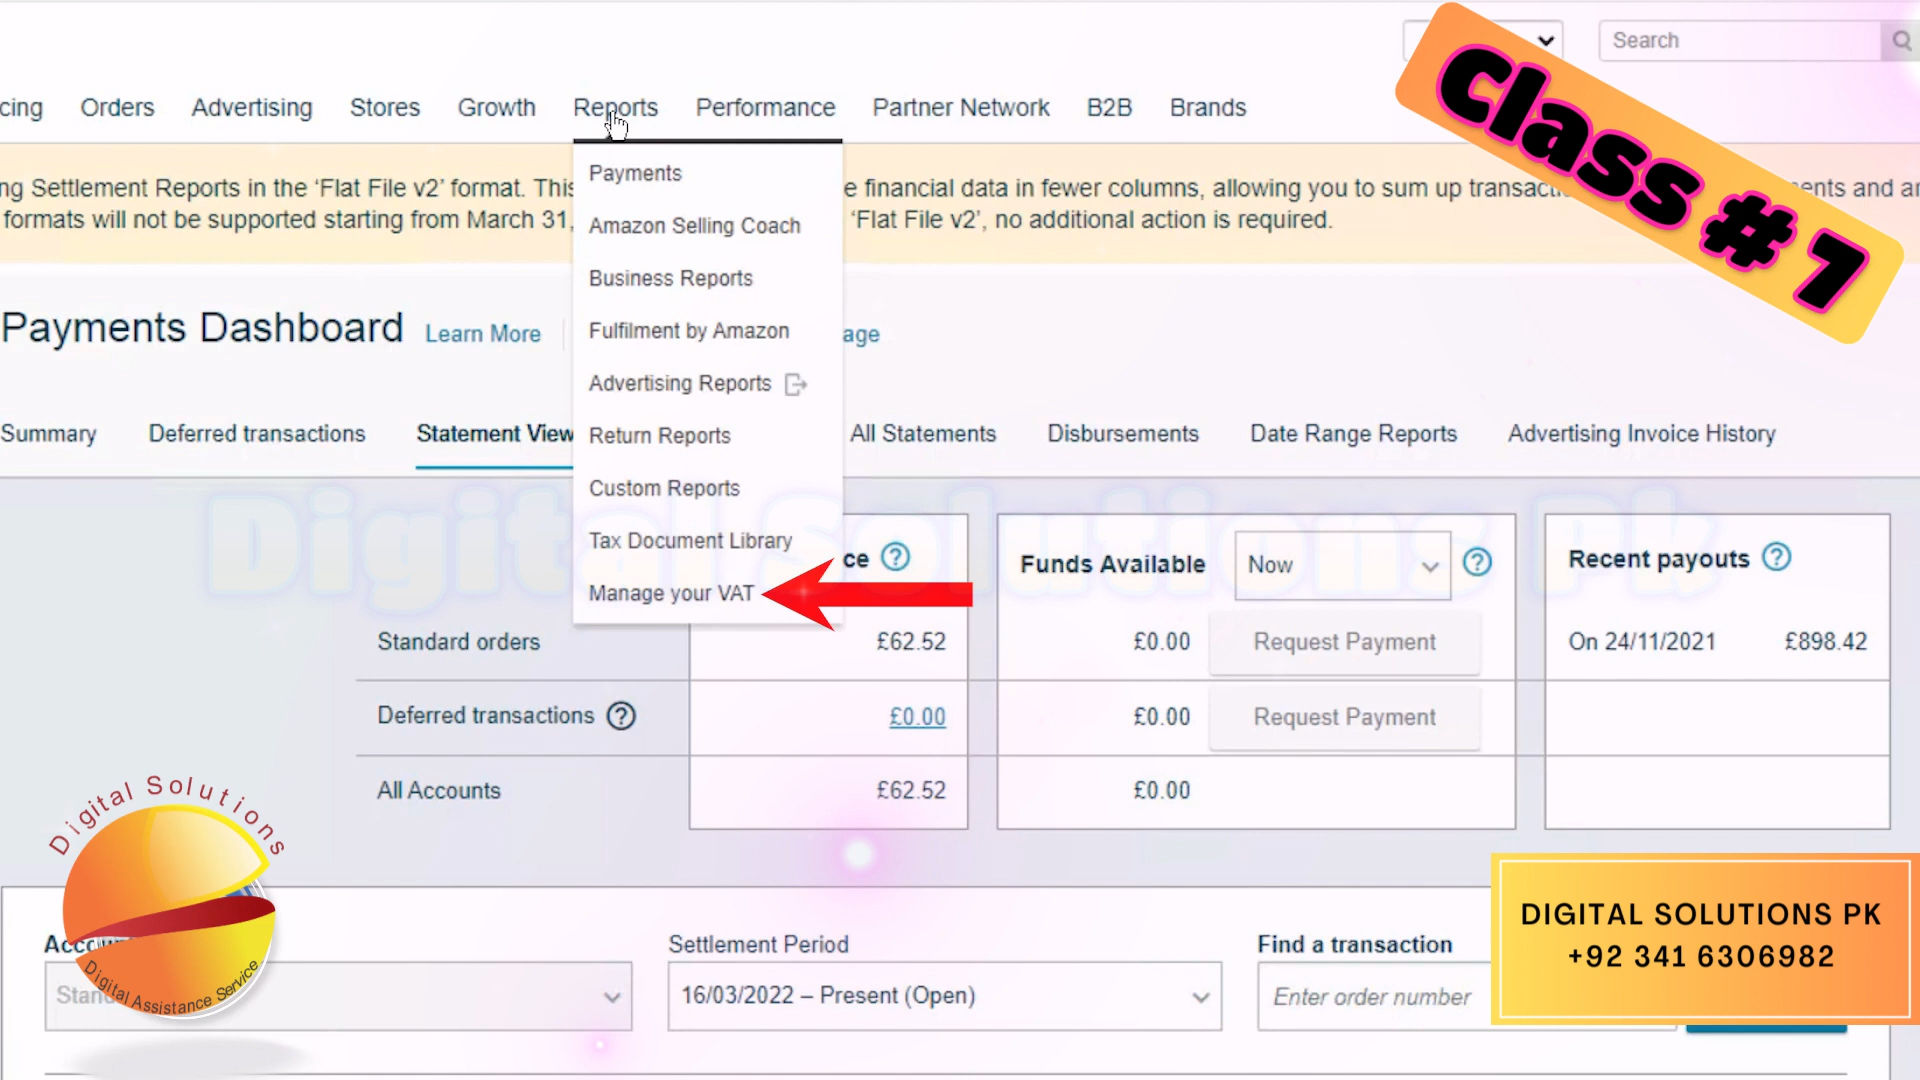 Search
Class # 7
cing Orders Advertising Stores Growth Reports Performance Partner Network B2B Brands
Payments
Amazon Selling Coach
Business Reports
Fulfilment by Amazon
Advertising Reports
Return Reports
Custom Reports
Tax Document Library
Manage your VAT
ng Settlement Reports in the ‘Flat File v2’ format. This e financial data in fewer columns, allowing you to sum up ents and
formats will not be supported starting from March 31, ‘Flat File v2’, no additional action is required.
Payments Dashboard Learn More age
Summary Deferred transactions Statement View All Statements Disbursements Date Range Reports Advertising Invoice History
Digital Solutions Pk
ce Funds Available Now Recent payouts
Standard orders £62.52 £0.00 Request Payment On 24/11/2021 £898.42
Deferred transactions £0.00 £0.00 Request Payment
All Accounts £62.52 £0.00
Digital Solutions
Digital Assistance Service
Settlement Period Find a transaction
Stan 16/03/2022 – Present (Open) Enter order number
DIGITAL SOLUTIONS PK
+92 341 6306982